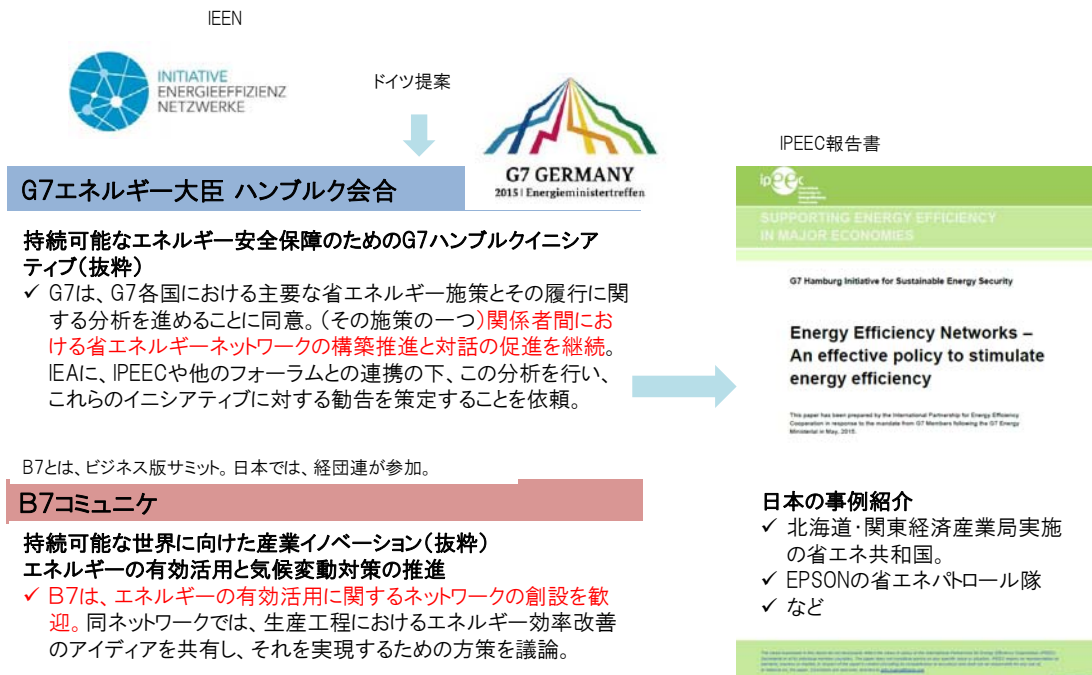 IEEN
INITIATIVE
ENERGIEEFFIZIENZ
NETZWERKE
ドイツ提案
G7 GERMANY
2015 | Energieministertreffen
G7エネルギー大臣 ハンブルク会合
持続可能なエネルギー安全保障のためのG7ハンブルクイニシア
ティブ(抜粋)
✓ G7は、G7各国における主要な省エネルギー施策とその履行に関
する分析を進めることに同意。(その施策の一つ)関係者間にお
ける省エネルギーネットワークの構築推進と対話の促進を継続。
IEAに、IPEECや他のフォーラムとの連携の下、この分析を行い、
これらのイニシアティブに対する勧告を策定することを依頼。
B7とは、ビジネス版サミット。日本では、経団連が参加。
B7コミュニケ
持続可能な世界に向けた産業イノベーション(抜粋)
エネルギーの有効活用と気候変動対策の推進
✓ B7は、エネルギーの有効活用に関するネットワークの創設を歓
迎。同ネットワークでは、生産工程におけるエネルギー効率改善
のアイディアを共有し、それを実現するための方策を議論。
IPEEC報告書
ipeec
SUPPORTING ENERGY EFFICIENCY
IN MAJOR ECONOMIES
G7 Hamburg Initiative for Sustainable Energy Security
Energy Efficiency Networks –
An effective policy to stimulate
energy efficiency
This paper has been prepared by the International Partnership for Energy Efficiency
Cooperation in response to the mandate from G7 Members following the G7 Energy
Ministerial in May, 2015.
日本の事例紹介
✓ 北海道・関東経済産業局実施
の省エネ共和国。
✓ EPSONの省エネパトロール隊
✓ など